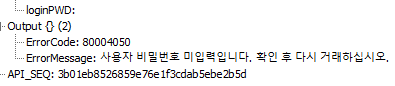 loginPWD:
Output {} (2)
ErrorCode: 80004050
ErrorMessage: 사용자 비밀번호 미입력입니다. 확인 후 다시 거래하십시오.
API_SEQ: 3b01eb8526859e76e1f3cdab5ebe2b5d